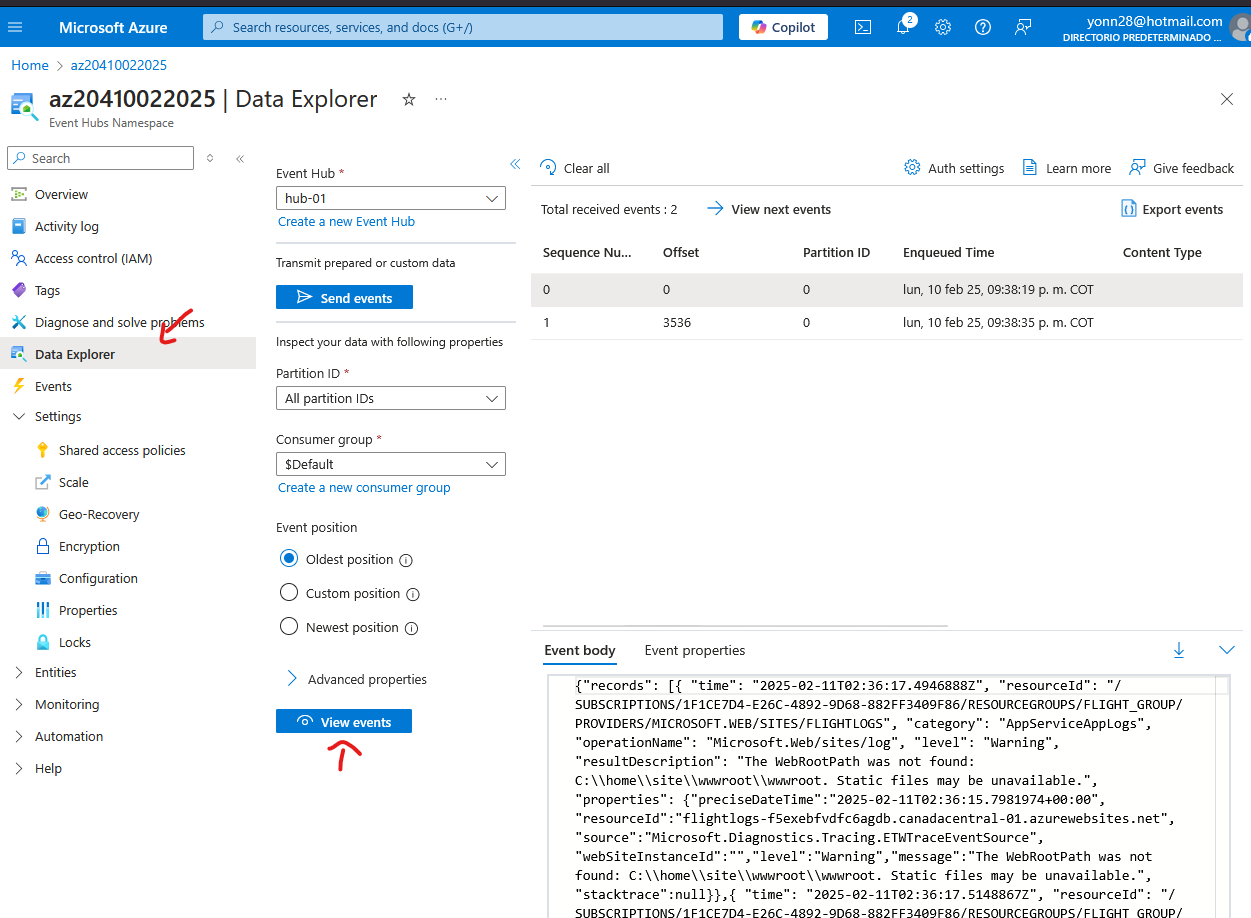 Microsoft Azure
Search resources, services, and docs (G+/)
Copilot
2
yonn28@hotmail.com
DIRECTORIO PREDETERMINADO ...
Home > az20410022025
az20410022025 | Data Explorer
...
Event Hubs Namespace
Search
Overview
Activity log
Access control (IAM)
Tags
Diagnose and solve problems
Data Explorer
Events
Settings
Shared access policies
Scale
Geo-Recovery
Encryption
Configuration
Properties
Locks
Entities
Monitoring
Automation
Help
Event Hub *
hub-01
Create a new Event Hub
Transmit prepared or custom data
Send events
Inspect your data with following properties
Partition ID *
All partition IDs
Consumer group *
$Default
Create a new consumer group
Event position
Oldest position
Custom position
Newest position
Advanced properties
View events
Clear all
Auth settings
Learn more
Give feedback
Total received events : 2
View next events
Export events
Sequence Nu... Offset Partition ID Enqueued Time Content Type
0 0 0 lun, 10 feb 25, 09:38:19 p. m. COT
1 3536 0 lun, 10 feb 25, 09:38:35 p. m. COT
Event body
Event properties
{"records": [{ "time": "2025-02-11T02:36:17.4946888Z", "resourceId": "/
SUBSCRIPTIONS/1F1CE7D4-E26C-4892-9D68-882FF3409F86/RESOURCEGROUPS/FLIGHT_GROUP/
PROVIDERS/MICROSOFT.WEB/SITES/FLIGHTLOGS", "category": "AppServiceAppLogs",
"operationName": "Microsoft.Web/sites/log", "level": "Warning",
"resultDescription": "The WebRootPath was not found:
C:\\home\\site\\wwwroot\\wwwroot. Static files may be unavailable.",
"properties": {"preciseDateTime":"2025-02-11T02:36:15.7981974+00:00",
"resourceId":"flightlogs-f5exebfvdfc6agdb.canadacentral-01.azurewebsites.net",
"source":"Microsoft.Diagnostics.Tracing.ETWTraceEventSource",
"webSiteInstanceId":"","level":"Warning","message":"The WebRootPath was not
found: C:\\home\\site\\wwwroot\\wwwroot. Static files may be unavailable.",
"stacktrace":null}},{ "time": "2025-02-11T02:36:17.5148867Z", "resourceId": "/
SUBSCRIPTIONS/1F1CE7D4-E26C-4892-9D68-882FF3409F86/RESOURCEGROUPS/FLIGHT_GROUP/